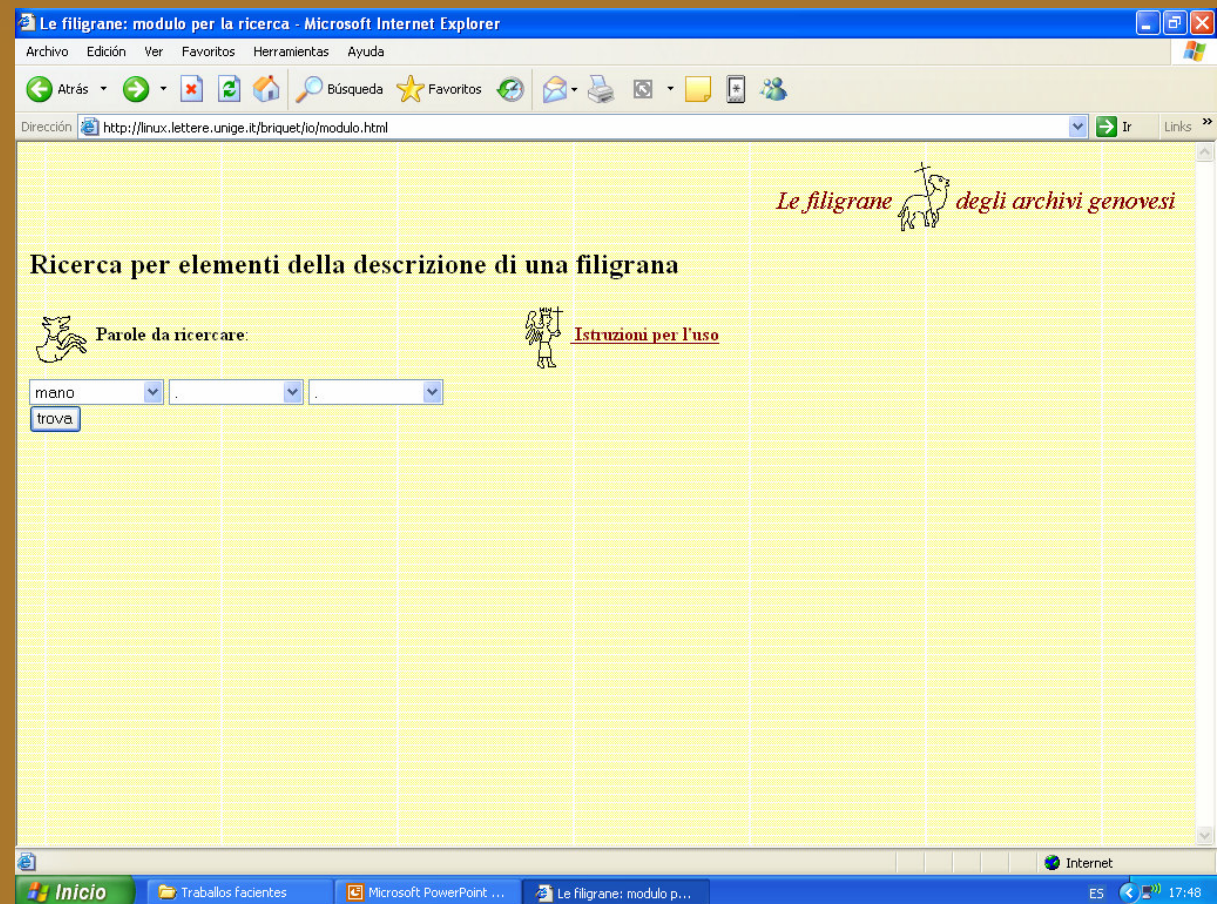 Le filigrane: modulo per la ricerca - Microsoft Internet Explorer
Archivo Edición Ver Favoritos Herramientas Ayuda
Atrás Búsqueda Favoritos
Dirección http://linux.lettere.unige.it/briquet/io/modulo.html Ir Links »
Le filigrane degli archivi genovesi
Ricerca per elementi della descrizione di una filigrana
Parole da ricercare: Istruzioni per l'uso
mano . .
trova
Internet
Inicio Traballos facientes Microsoft PowerPoint ... Le filigrane: modulo p... ES 17:48